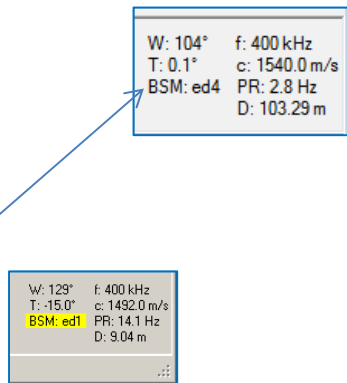 W: 104° f: 400 kHz
T: 0.1° c: 1540.0 m/s
BSM: ed4 PR: 2.8 Hz
D: 103.29 m
W: 129° f: 400 kHz
T: -15.0° c: 1492.0 m/s
BSM: ed1 PR: 14.1 Hz
D: 9.04 m